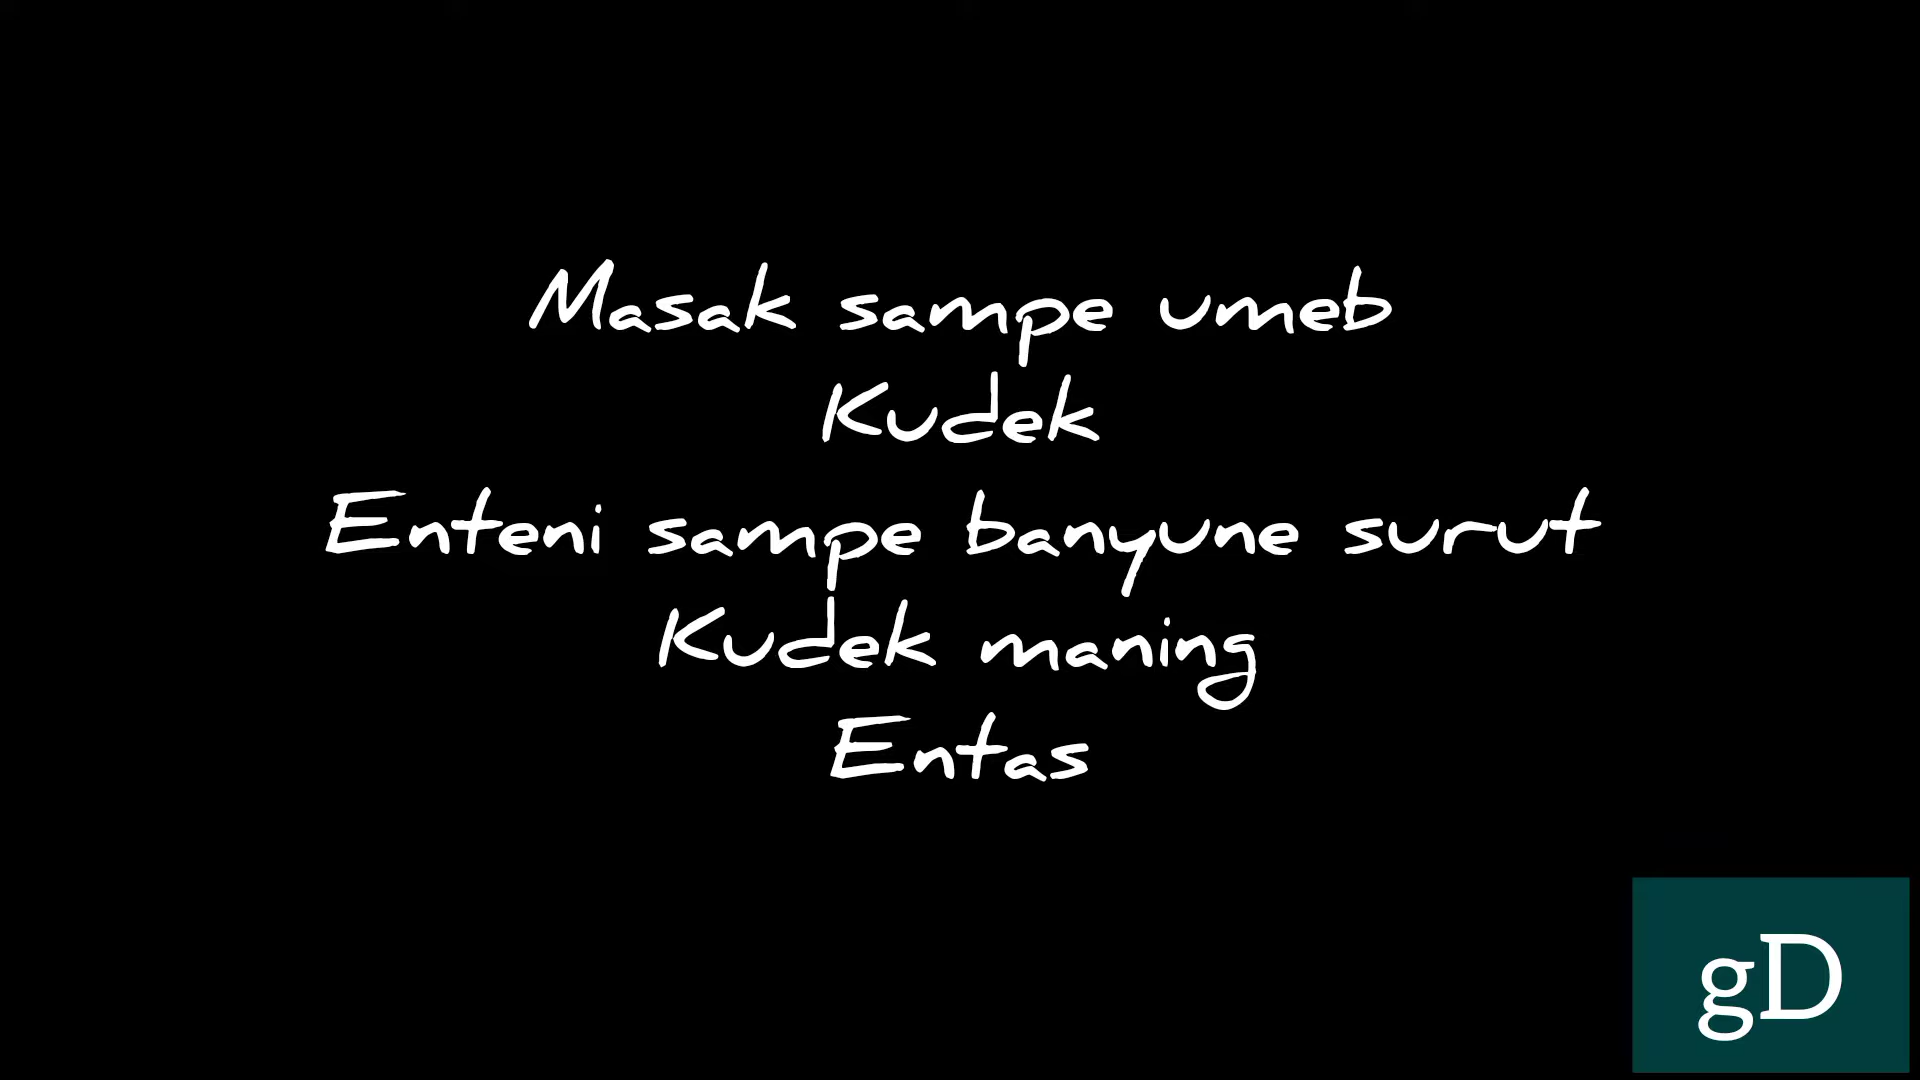 Masak sampe umeb
Kudek
Enteni sampe banyune surut
Kudek maning
Entas
gD